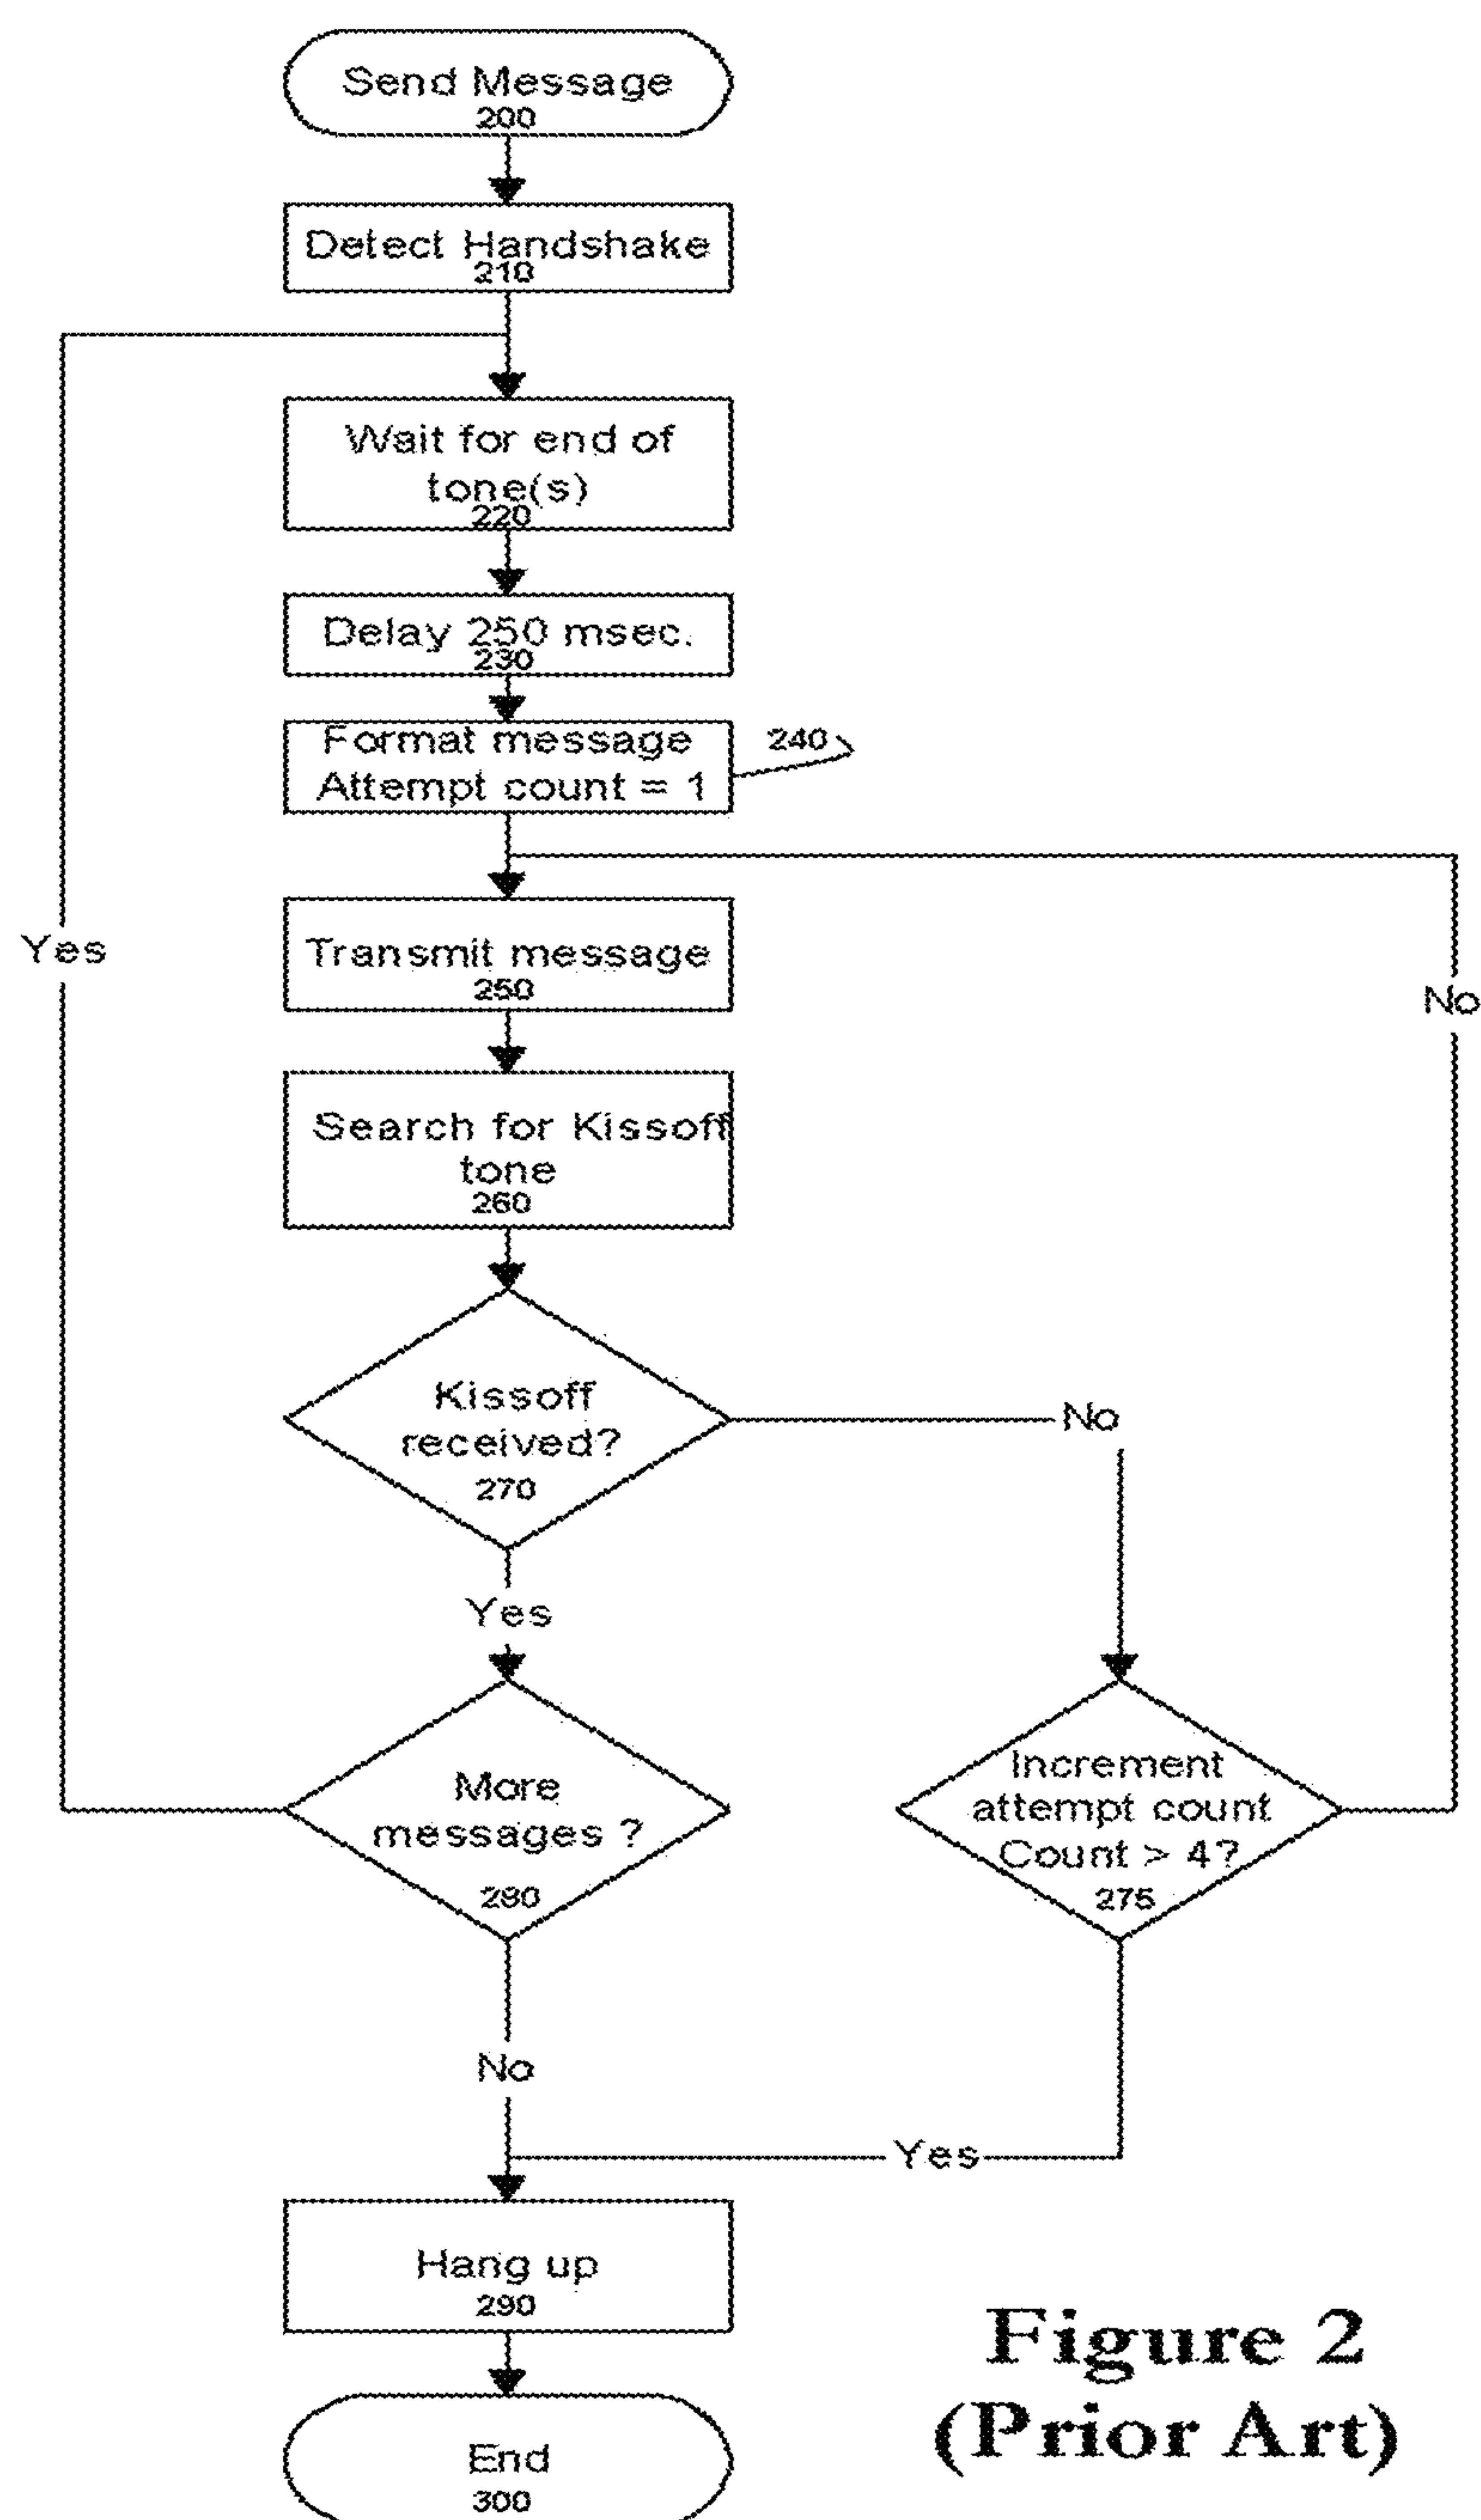 Send Message
200
Detect Handshake
210
Wait for end of
tone(s)
220
Delay 250 msec.
230
Format message
Attempt count = 1
240
Yes
Transmit message
250
No
Search for Kissoff
tone
260
Kissoff
received?
270
No
Yes
More
messages ?
280
Increment
attempt count
Count > 4?
275
No
Yes
Hang up
290
End
300
Figure 2
(Prior Art)